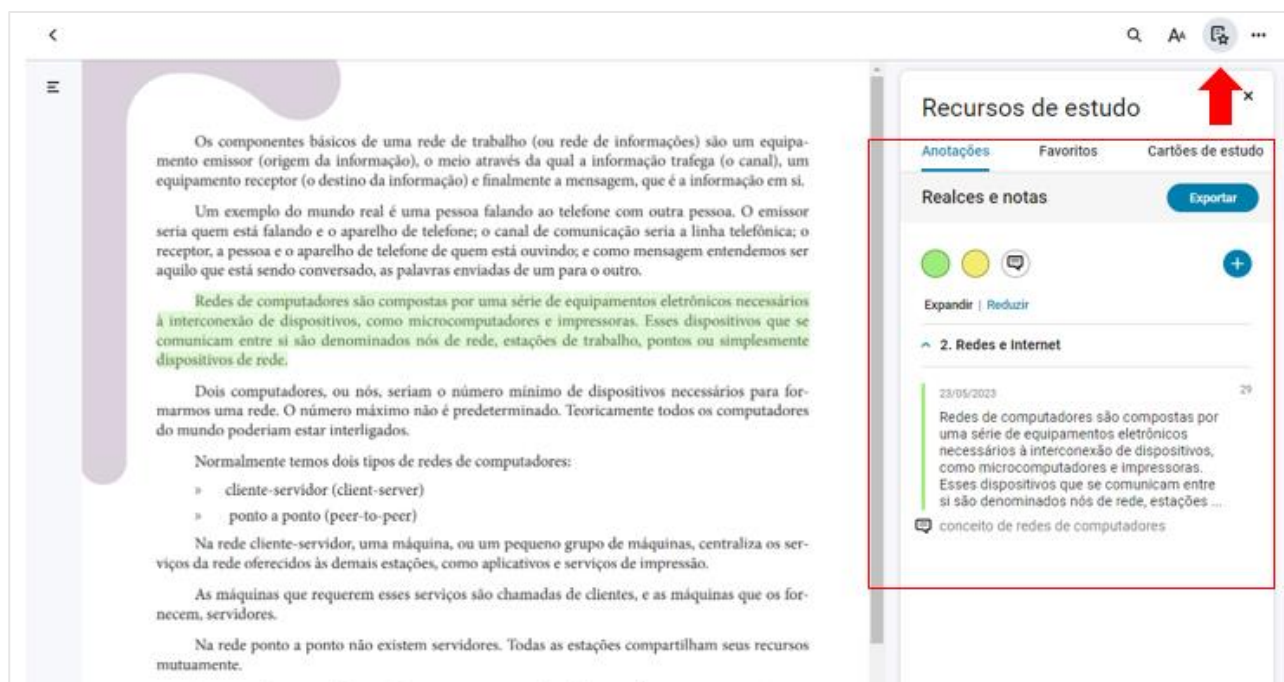 AA
Os componentes básicos de uma rede de trabalho (ou rede de informações) são um equipa-
mento emissor (origem da informação), o meio através da qual a informação trafega (o canal), um
equipamento receptor (o destino da informação) e finalmente a mensagem, que é a informação em si.
Um exemplo do mundo real é uma pessoa falando ao telefone com outra pessoa. O emissor
seria quem está falando e o aparelho de telefone; o canal de comunicação seria a linha telefônica; o
receptor, a pessoa e o aparelho de telefone de quem está ouvindo; e como mensagem entendemos ser
aquilo que está sendo conversado, as palavras enviadas de um para o outro.
Redes de computadores são compostas por uma série de equipamentos eletrônicos necessários
à interconexão de dispositivos, como microcomputadores e impressoras. Esses dispositivos que se
comunicam entre si são denominados nós de rede, estações de trabalho, pontos ou simplesmente
dispositivos de rede.
Dois computadores, ou nós, seriam o número mínimo de dispositivos necessários para for-
marmos uma rede. O número máximo não é predeterminado. Teoricamente todos os computadores
do mundo poderiam estar interligados.
Normalmente temos dois tipos de redes de computadores:
» cliente-servidor (client-server)
» ponto a ponto (peer-to-peer)
Na rede cliente-servidor, uma máquina, ou um pequeno grupo de máquinas, centraliza os ser-
viços da rede oferecidos às demais estações, como aplicativos e serviços de impressão.
As máquinas que requerem esses serviços são chamadas de clientes, e as máquinas que os for-
necem, servidores.
Na rede ponto a ponto não existem servidores. Todas as estações compartilham seus recursos
mutuamente.
Recursos de estudo
Anotações Favoritos Cartões de estudo
Realces e notas Exportar
Expandir | Reduzir
2. Redes e Internet
23/05/2023 29
Redes de computadores são compostas por
uma série de equipamentos eletrônicos
necessários à interconexão de dispositivos,
como microcomputadores e impressoras.
Esses dispositivos que se comunicam entre
si são denominados nós de rede, estações ...
conceito de redes de computadores